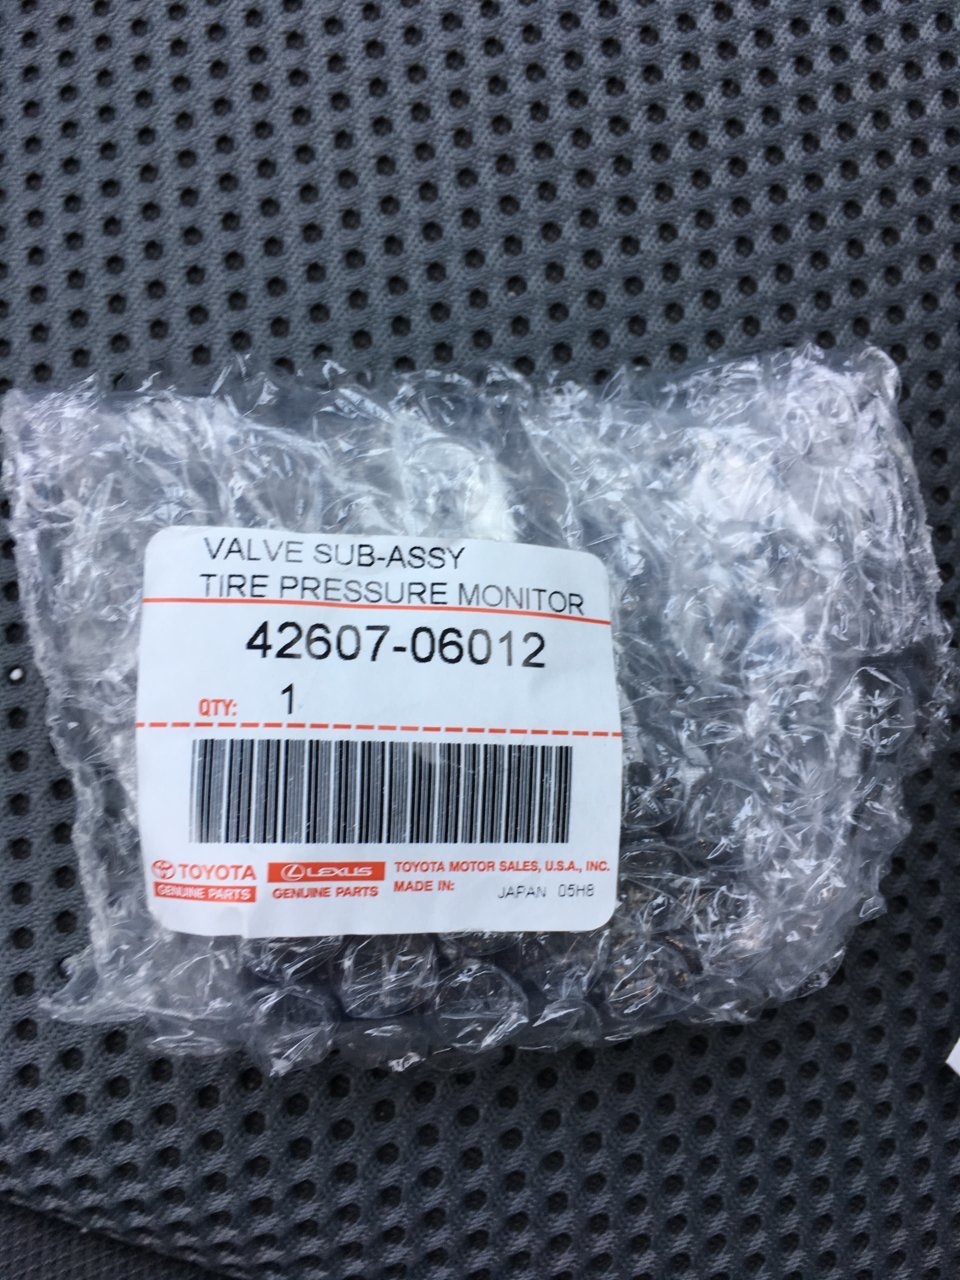 VALVE SUB-ASSY
TIRE PRESSURE MONITOR
42607-06012
QTY: 1
TOYOTA LEXUS TOYOTA MOTOR SALES, U.S.A., INC.
GENUINE PARTS GENUINE PARTS MADE IN: JAPAN 05H8